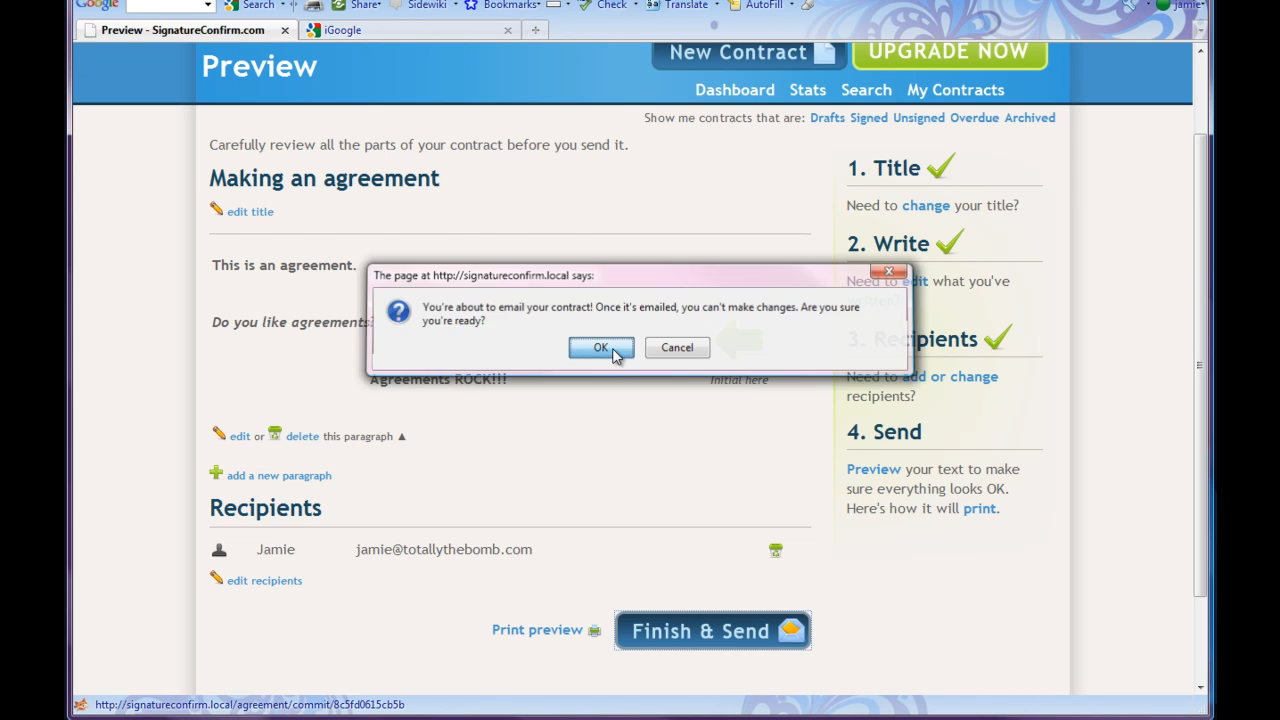 Google Search Share Sidewiki Bookmarks Check Translate AutoFill jamie
Preview - SignatureConfirm.com iGoogle
Preview
New Contract UPGRADE NOW
Dashboard Stats Search My Contracts
Show me contracts that are: Drafts Signed Unsigned Overdue Archived
Carefully review all the parts of your contract before you send it.
Making an agreement
edit title
This is an agreement.
Do you like agreements?
Agreements ROCK!!! Initial here
edit or delete this paragraph ▲
add a new paragraph
Recipients
Jamie jamie@totallythebomb.com
edit recipients
Print preview Finish & Send
The page at http://signatureconfirm.local says:
You're about to email your contract! Once it's emailed, you can't make changes. Are you sure
you're ready?
OK Cancel
1. Title
Need to change your title?
2. Write
Need to edit what you've
3. Recipients
Need to add or change
recipients?
4. Send
Preview your text to make
sure everything looks OK.
Here's how it will print.
http://signatureconfirm.local/agreement/commit/8c5fd0615cb5b